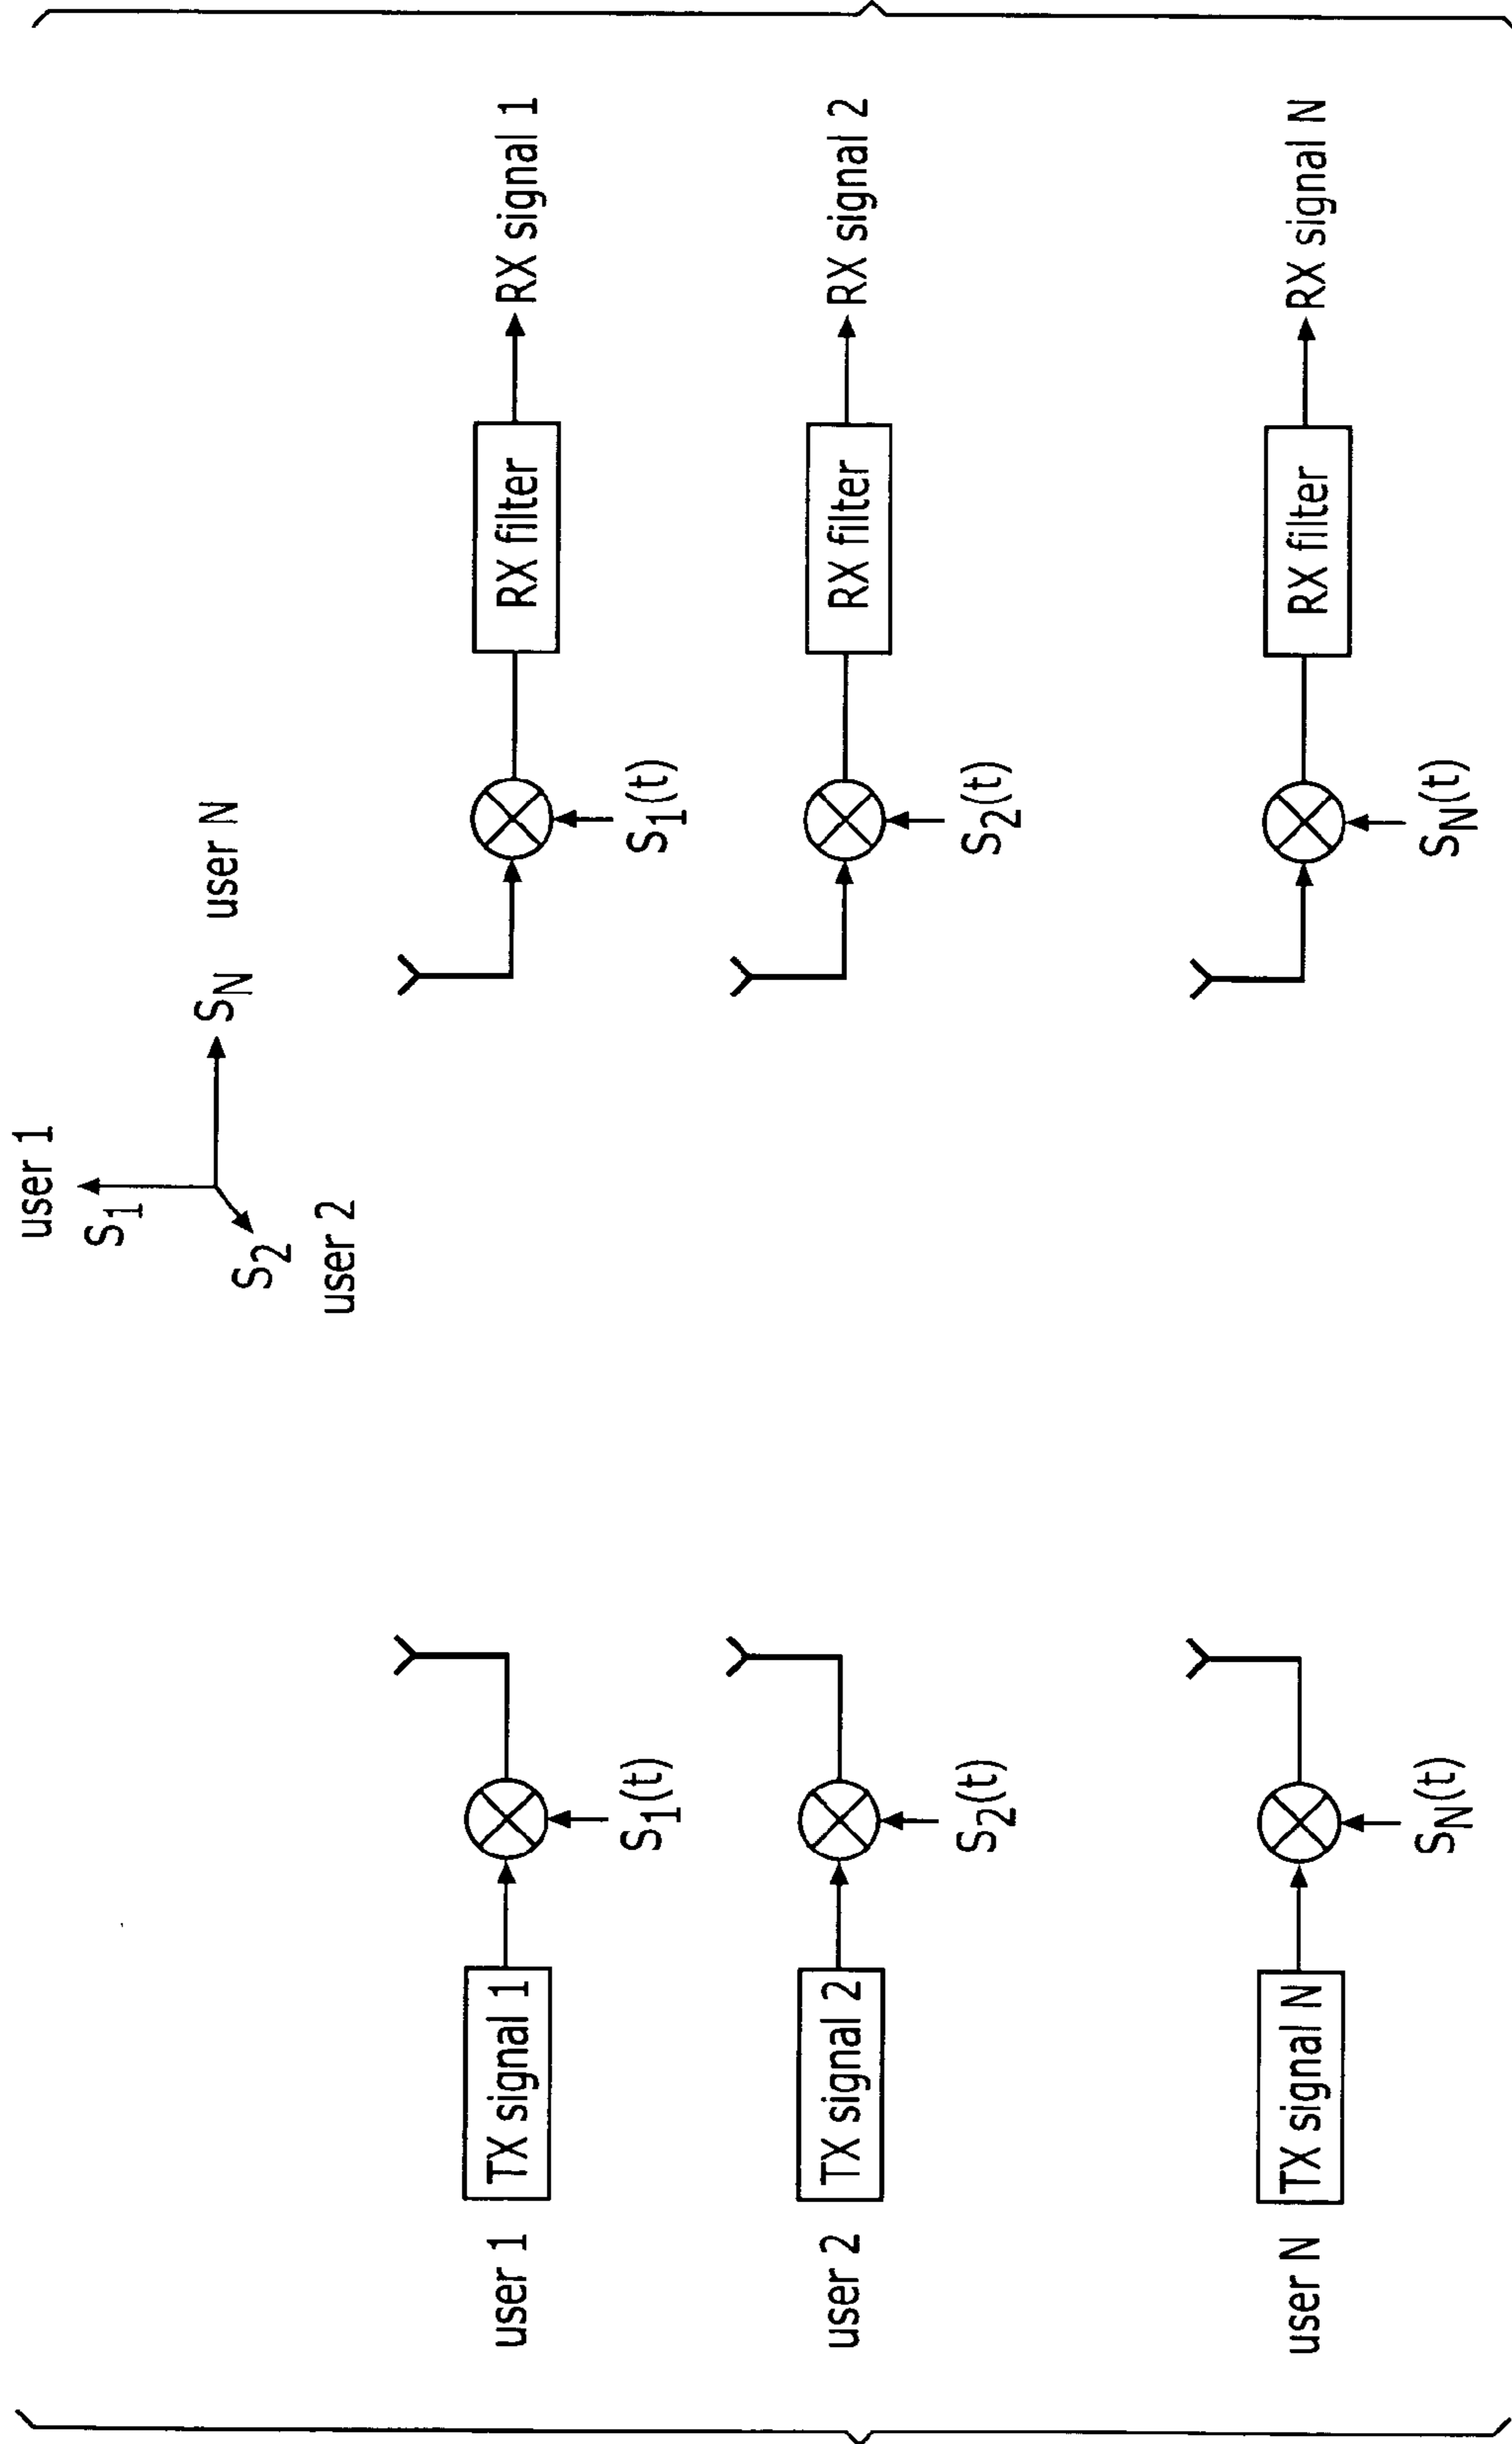 user 1
S1
SN user N
S2
user 2
user 1
TX signal 1
S1(t)
S1(t)
RX filter
RX signal 1
user 2
TX signal 2
S2(t)
S2(t)
RX filter
RX signal 2
user N
TX signal N
SN(t)
SN(t)
RX filter
RX signal N